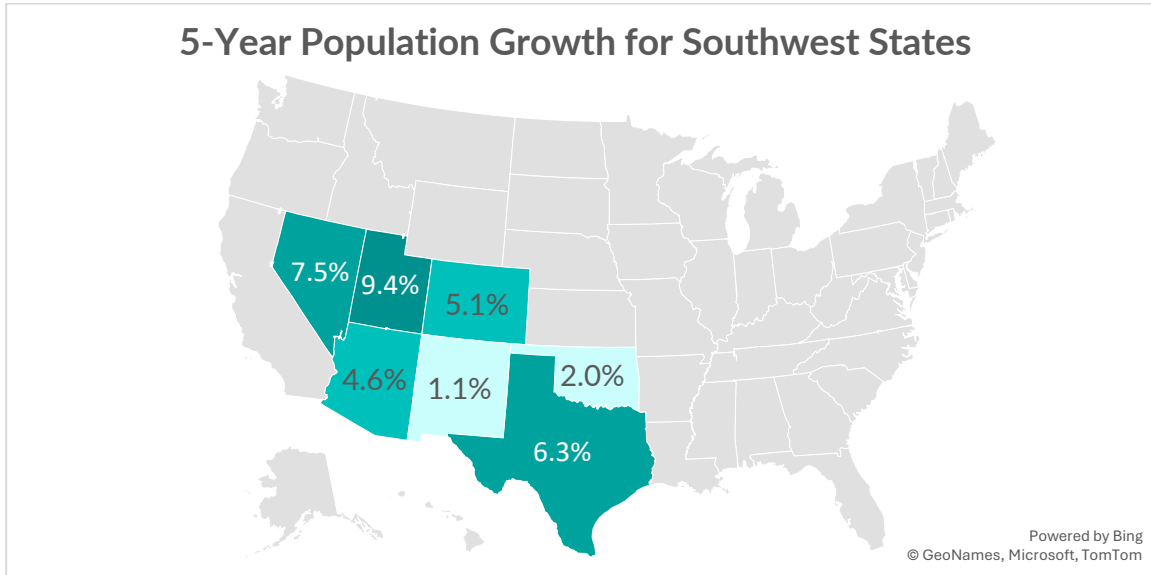 5-Year Population Growth for Southwest States
7.5%
9.4%
5.1%
4.6%
1.1%
2.0%
6.3%
Powered by Bing
© GeoNames, Microsoft, TomTom